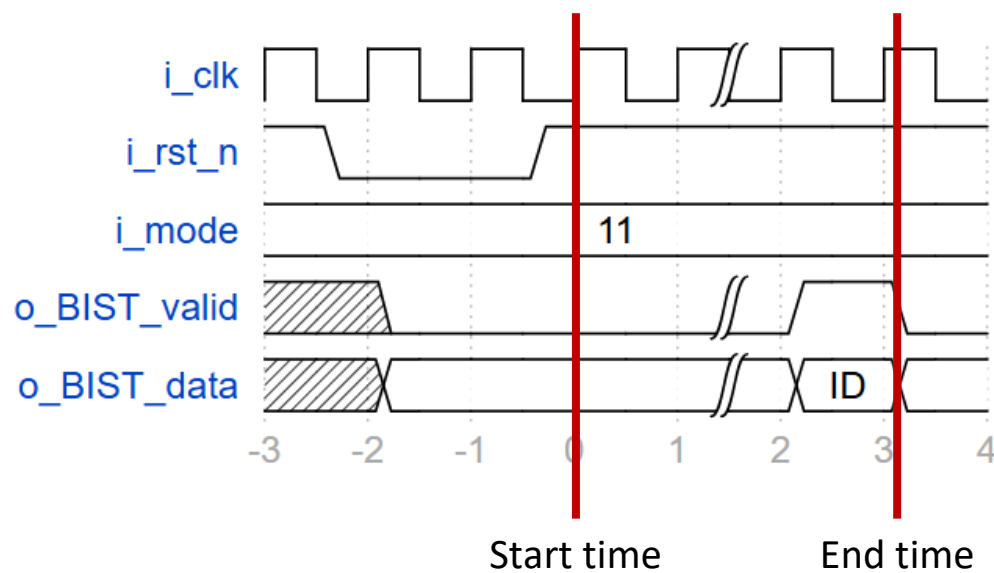 i_clk
i_rst_n
i_mode
11
o_BIST_valid
o_BIST_data
ID
-3 -2 -1 0 1 2 3 4
Start time
End time